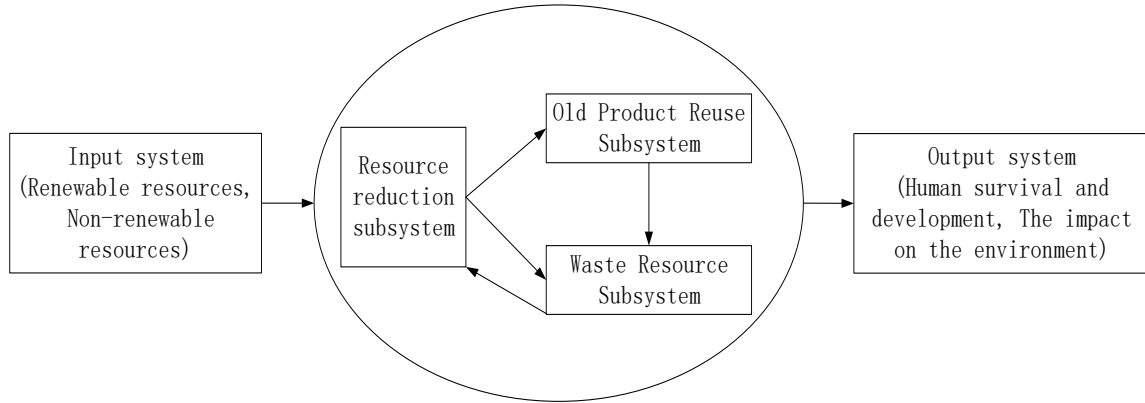 Input system
(Renewable resources,
Non-renewable
resources)
Resource
reduction
subsystem
Old Product Reuse
Subsystem
Waste Resource
Subsystem
Output system
(Human survival and
development, The impact
on the environment)